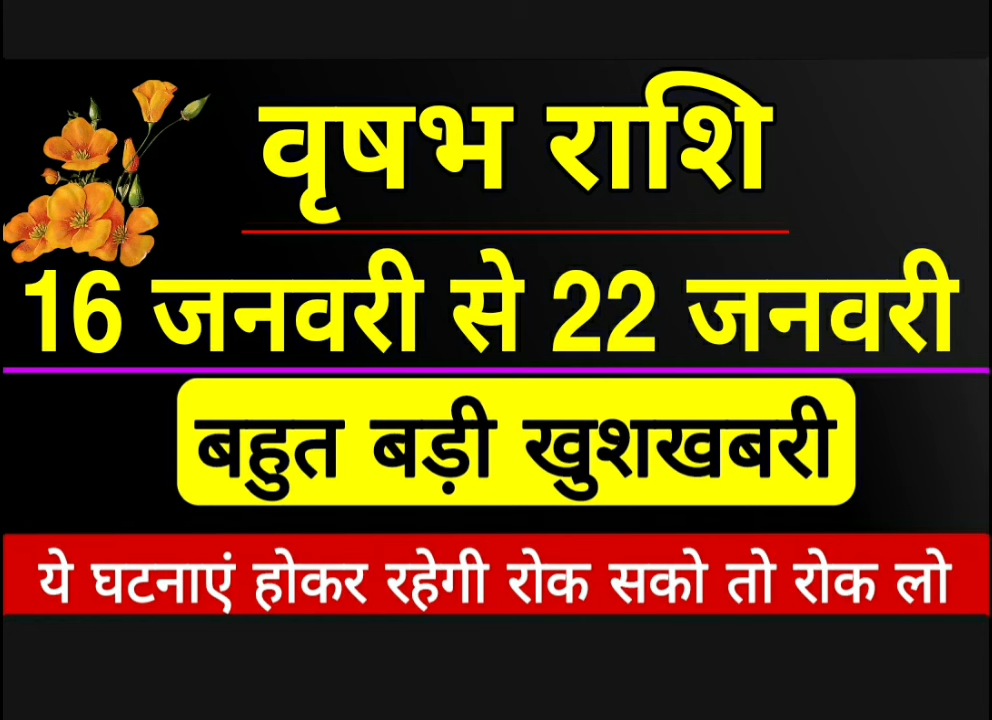 वृषभ राशि
16 जनवरी से 22 जनवरी
बहुत बड़ी खुशखबरी
ये घटनाएं होकर रहेगी रोक सको तो रोक लो